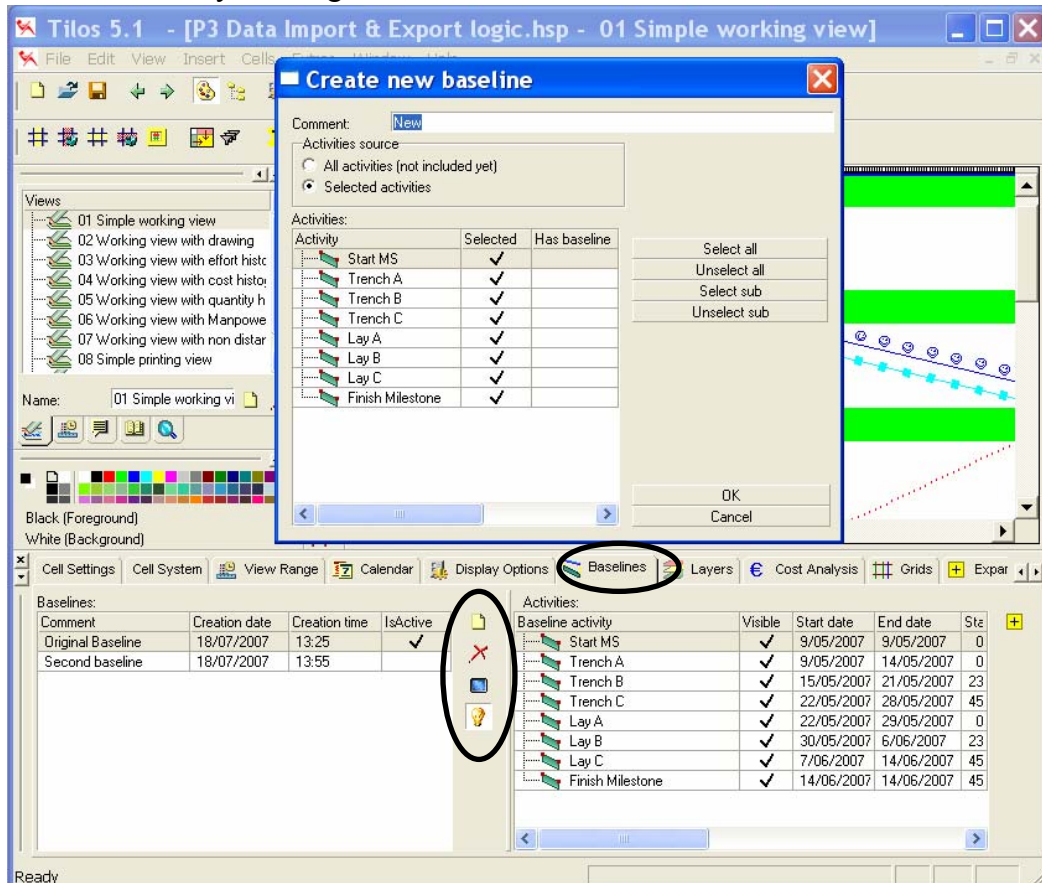 Tilos 5.1 - [P3 Data Import & Export logic.hsp - 01 Simple working view]
File Edit View Insert Cells
Create new baseline
Comment: New
Activities source
All activities (not included yet)
Selected activities
Activities:
Activity Selected Has baseline
Start MS
Trench A
Trench B
Trench C
Lay A
Lay B
Lay C
Finish Milestone
Select all
Unselect all
Select sub
Unselect sub
OK
Cancel
Views
01 Simple working view
02 Working view with drawing
03 Working view with effort histc
04 Working view with cost histo
05 Working view with quantity h
06 Working view with Manpowe
07 Working view with non distar
08 Simple printing view
Name: 01 Simple working vi
Black (Foreground)
White (Background)
Cell Settings Cell System View Range Calendar Display Options Baselines Layers € Cost Analysis Grids Expar
Baselines:
Comment Creation date Creation time IsActive
Original Baseline 18/07/2007 13:25
Second baseline 18/07/2007 13:55
Activities:
Baseline activity Visible Start date End date Sta
Start MS 9/05/2007 9/05/2007 0
Trench A 9/05/2007 14/05/2007 0
Trench B 15/05/2007 21/05/2007 23
Trench C 22/05/2007 28/05/2007 45
Lay A 22/05/2007 29/05/2007 0
Lay B 30/05/2007 6/06/2007 23
Lay C 7/06/2007 14/06/2007 45
Finish Milestone 14/06/2007 14/06/2007 45
Ready